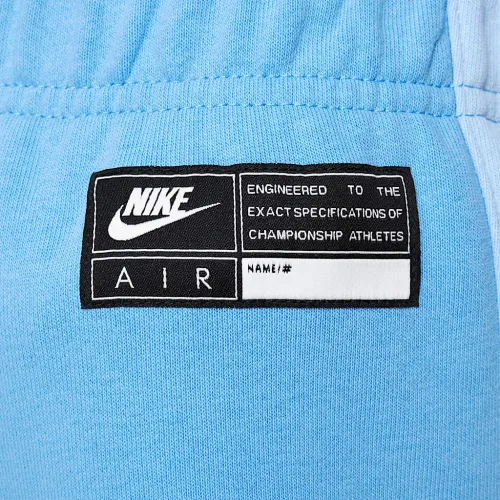 NIKE
ENGINEERED TO THE
EXACT SPECIFICATIONS OF
CHAMPIONSHIP ATHLETES
AIR
NAME/#